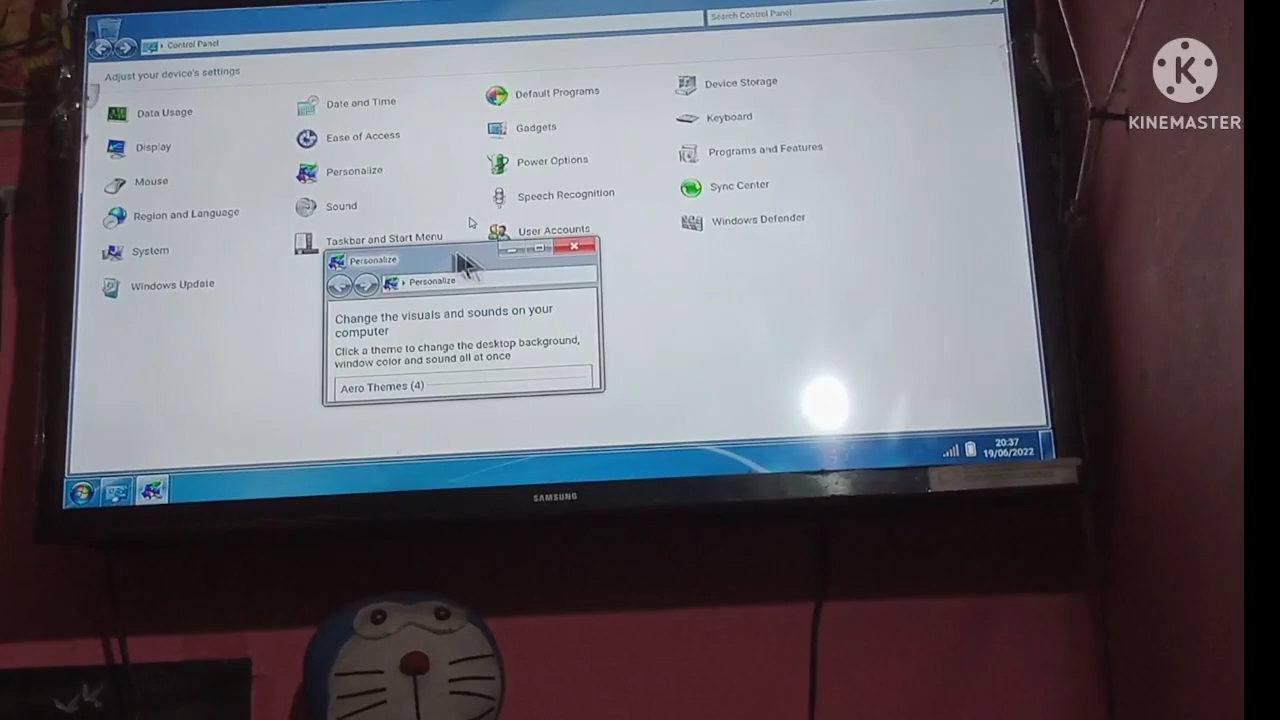 Search Control Panel
Control Panel
Adjust your device's settings
Data Usage
Date and Time
Default Programs
Device Storage
Display
Ease of Access
Gadgets
Keyboard
Mouse
Personalize
Power Options
Programs and Features
Region and Language
Sound
Speech Recognition
Sync Center
System
Taskbar and Start Menu
User Accounts
Windows Defender
Windows Update
Personalize
Personalize
Change the visuals and sounds on your
computer
Click a theme to change the desktop background,
window color and sound all at once
Aero Themes (4)
20:37
19/06/2022
SAMSUNG
K
KINEMASTER